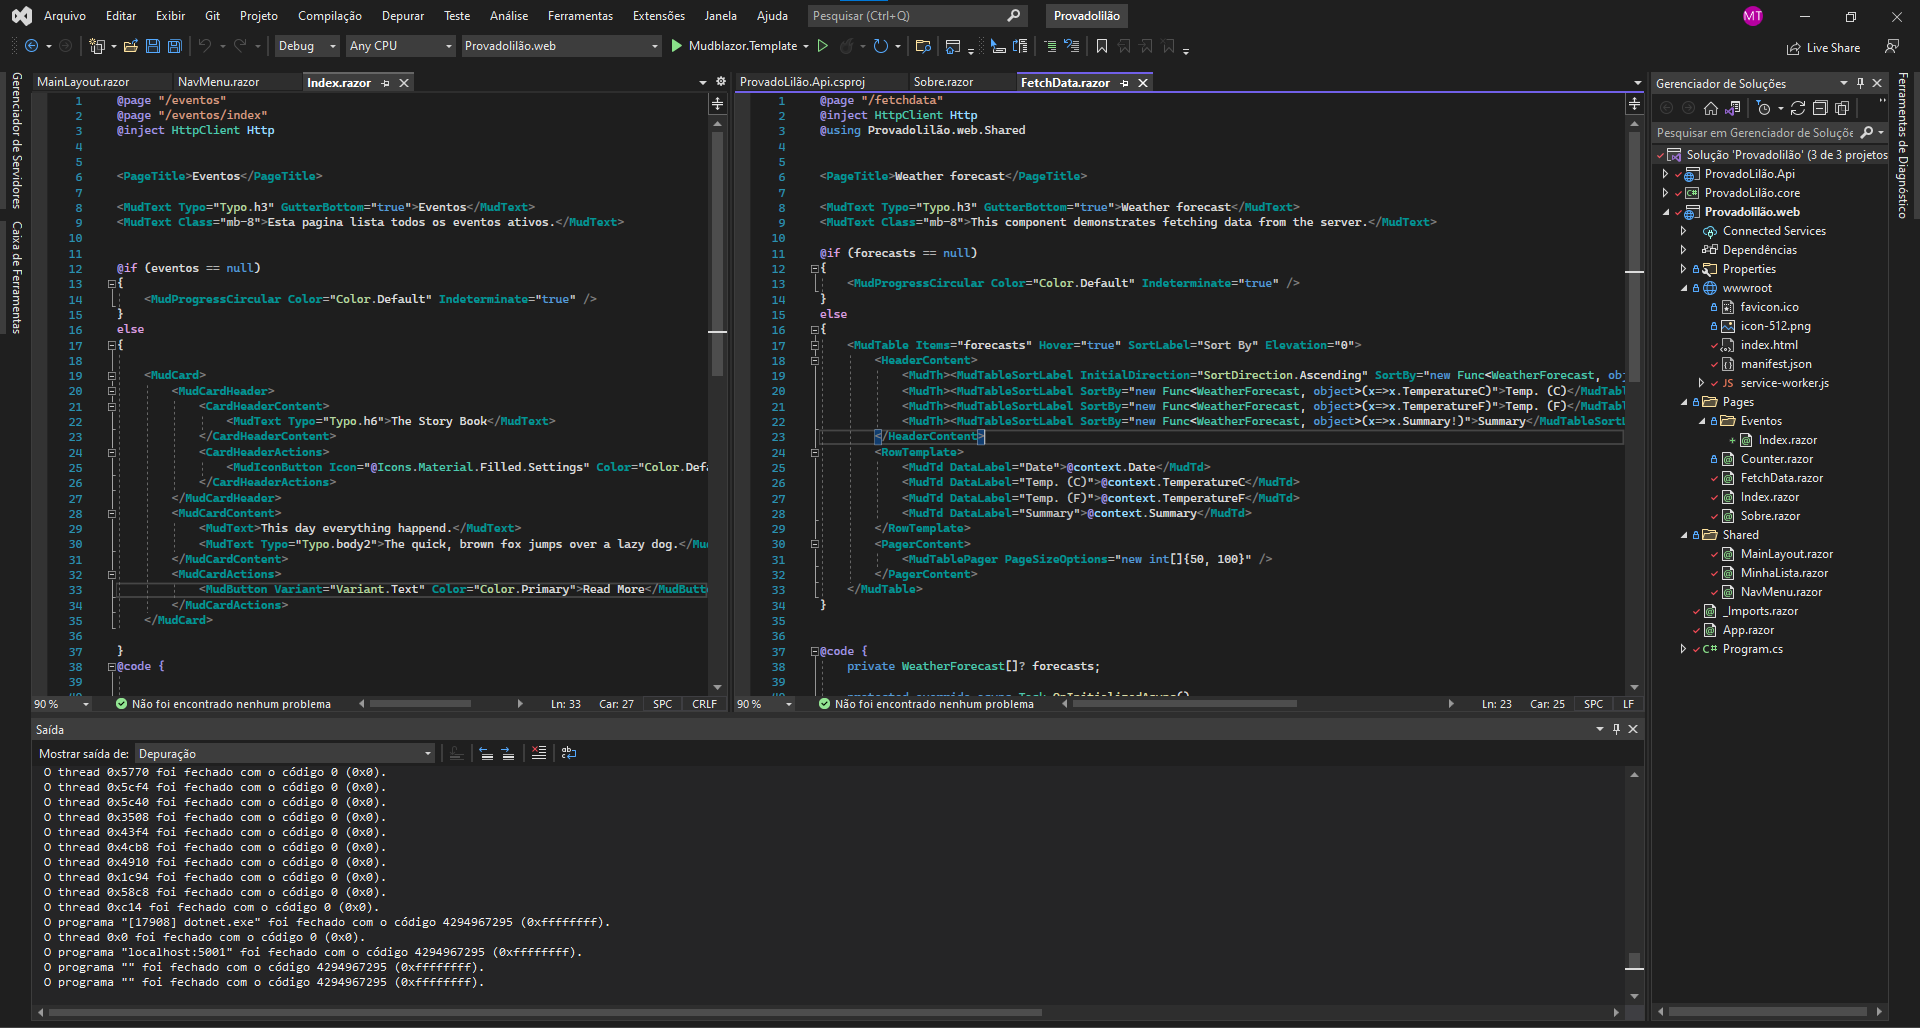 Arquivo Editar Exibir Git Projeto Compilação Depurar Teste Análise Ferramentas Extensões Janela Ajuda Pesquisar (Ctrl+Q) Provadolilão MT
Debug Any CPU Provadolilão.web Mudblazor.Template Live Share
Gerenciador de Servidores
Caixa de Ferramentas
MainLayout.razor NavMenu.razor Index.razor
1 @page "/eventos"
2 @page "/eventos/index"
3 @inject HttpClient Http
4
5
6 <PageTitle>Eventos</PageTitle>
7
8 <MudText Typo="Typo.h3" GutterBottom="true">Eventos</MudText>
9 <MudText Class="mb-8">Esta pagina lista todos os eventos ativos.</MudText>
10
11
12 @if (eventos == null)
13 {
14 <MudProgressCircular Color="Color.Default" Indeterminate="true" />
15 }
16 else
17 {
18
19 <MudCard>
20 <MudCardHeader>
21 <CardHeaderContent>
22 <MudText Typo="Typo.h6">The Story Book</MudText>
23 </CardHeaderContent>
24 <CardHeaderActions>
25 <MudIconButton Icon="@Icons.Material.Filled.Settings" Color="Color.Defa
26 </CardHeaderActions>
27 </MudCardHeader>
28 <MudCardContent>
29 <MudText>This day everything happend.</MudText>
30 <MudText Typo="Typo.body2">The quick, brown fox jumps over a lazy dog.</Mu
31 </MudCardContent>
32 <MudCardActions>
33 <MudButton Variant="Variant.Text" Color="Color.Primary">Read More</MudButt
34 </MudCardActions>
35 </MudCard>
36
37 }
38 @code {
39
90 % Não foi encontrado nenhum problema Ln: 33 Car: 27 SPC CRLF
ProvadoLilão.Api.csproj Sobre.razor FetchData.razor
1 @page "/fetchdata"
2 @inject HttpClient Http
3 @using Provadolilão.web.Shared
4
5
6 <PageTitle>Weather forecast</PageTitle>
7
8 <MudText Typo="Typo.h3" GutterBottom="true">Weather forecast</MudText>
9 <MudText Class="mb-8">This component demonstrates fetching data from the server.</MudText>
10
11 @if (forecasts == null)
12 {
13 <MudProgressCircular Color="Color.Default" Indeterminate="true" />
14 }
15 else
16 {
17 <MudTable Items="forecasts" Hover="true" SortLabel="Sort By" Elevation="0">
18 <HeaderContent>
19 <MudTh><MudTableSortLabel InitialDirection="SortDirection.Ascending" SortBy="new Func<WeatherForecast, obj
20 <MudTh><MudTableSortLabel SortBy="new Func<WeatherForecast, object>(x=>x.TemperatureC)">Temp. (C)</MudTabl
21 <MudTh><MudTableSortLabel SortBy="new Func<WeatherForecast, object>(x=>x.TemperatureF)">Temp. (F)</MudTabl
22 <MudTh><MudTableSortLabel SortBy="new Func<WeatherForecast, object>(x=>x.Summary!)">Summary</MudTableSortL
23 </HeaderContent>
24 <RowTemplate>
25 <MudTd DataLabel="Date">@context.Date</MudTd>
26 <MudTd DataLabel="Temp. (C)">@context.TemperatureC</MudTd>
27 <MudTd DataLabel="Temp. (F)">@context.TemperatureF</MudTd>
28 <MudTd DataLabel="Summary">@context.Summary</MudTd>
29 </RowTemplate>
30 <PagerContent>
31 <MudTablePager PageSizeOptions="new int[]{50, 100}" />
32 </PagerContent>
33 </MudTable>
34 }
35
36
37 @code {
38 private WeatherForecast[]? forecasts;
39
40 protected override async Task OnInitializedAsync()
90 % Não foi encontrado nenhum problema Ln: 23 Car: 25 SPC LF
Saída
Mostrar saída de: Depuração
O thread 0x5770 foi fechado com o código 0 (0x0).
O thread 0x5cf4 foi fechado com o código 0 (0x0).
O thread 0x5c40 foi fechado com o código 0 (0x0).
O thread 0x3508 foi fechado com o código 0 (0x0).
O thread 0x43f4 foi fechado com o código 0 (0x0).
O thread 0x4cb8 foi fechado com o código 0 (0x0).
O thread 0x4910 foi fechado com o código 0 (0x0).
O thread 0x1c94 foi fechado com o código 0 (0x0).
O thread 0x58c8 foi fechado com o código 0 (0x0).
O thread 0xc14 foi fechado com o código 0 (0x0).
O programa "[17908] dotnet.exe" foi fechado com o código 4294967295 (0xffffffff).
O thread 0x0 foi fechado com o código 0 (0x0).
O programa "localhost:5001" foi fechado com o código 4294967295 (0xffffffff).
O programa "" foi fechado com o código 4294967295 (0xffffffff).
O programa "" foi fechado com o código 4294967295 (0xffffffff).
Gerenciador de Soluções
Pesquisar em Gerenciador de Soluçõe
Solução 'Provadolilão' (3 de 3 projetos
ProvadoLilão.Api
ProvadoLilão.core
Provadolilão.web
Connected Services
Dependências
Properties
wwwroot
favicon.ico
icon-512.png
index.html
manifest.json
service-worker.js
Pages
Eventos
Index.razor
Counter.razor
FetchData.razor
Index.razor
Sobre.razor
Shared
MainLayout.razor
MinhaLista.razor
NavMenu.razor
_Imports.razor
App.razor
Program.cs
Ferramentas de Diagnóstico